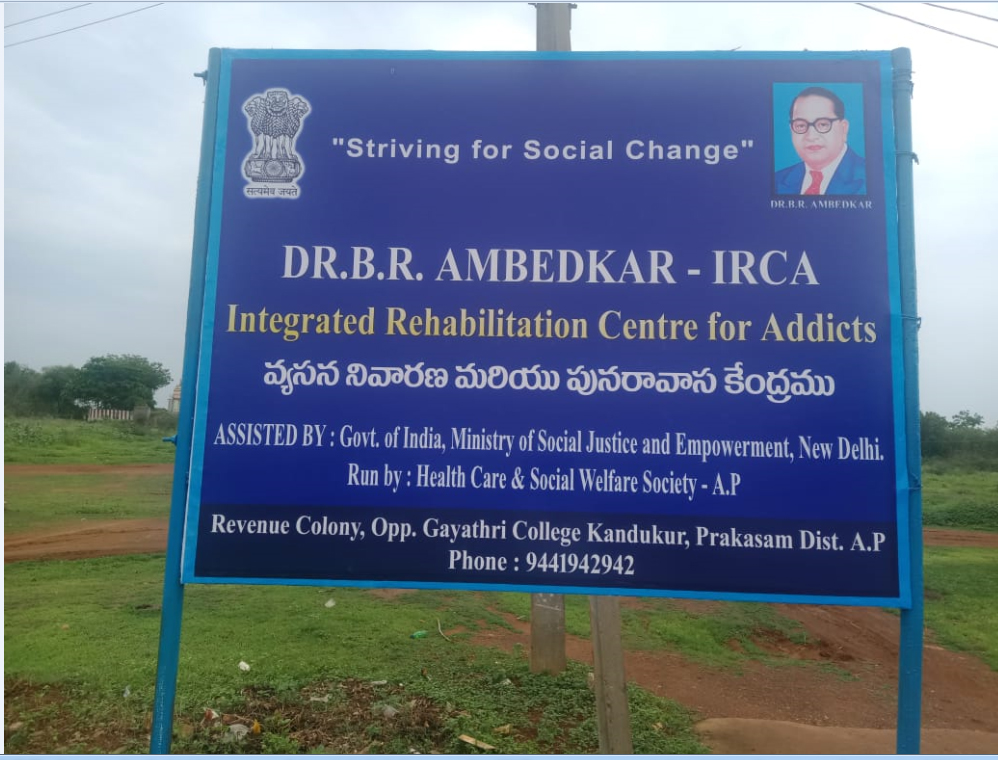 "Striving for Social Change"
सत्यमेव जयते
DR.B.R. AMBEDKAR
DR.B.R. AMBEDKAR - IRCA
Integrated Rehabilitation Centre for Addicts
వ్యసన నివారణ మరియు పునరావాస కేంద్రము
ASSISTED BY : Govt. of India, Ministry of Social Justice and Empowerment, New Delhi.
Run by : Health Care & Social Welfare Society - A.P
Revenue Colony, Opp. Gayathri College Kandukur, Prakasam Dist. A.P
Phone : 9441942942